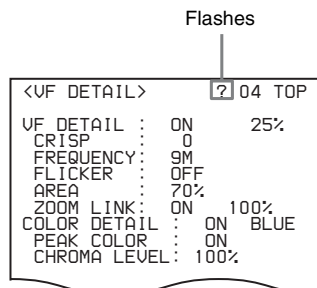 Flashes
<VF DETAIL> ? 04 TOP
VF DETAIL : ON 25%
CRISP : 0
FREQUENCY: 9M
FLICKER : OFF
AREA : 70%
ZOOM LINK: ON 100%
COLOR DETAIL : ON BLUE
PEAK COLOR : ON
CHROMA LEVEL: 100%